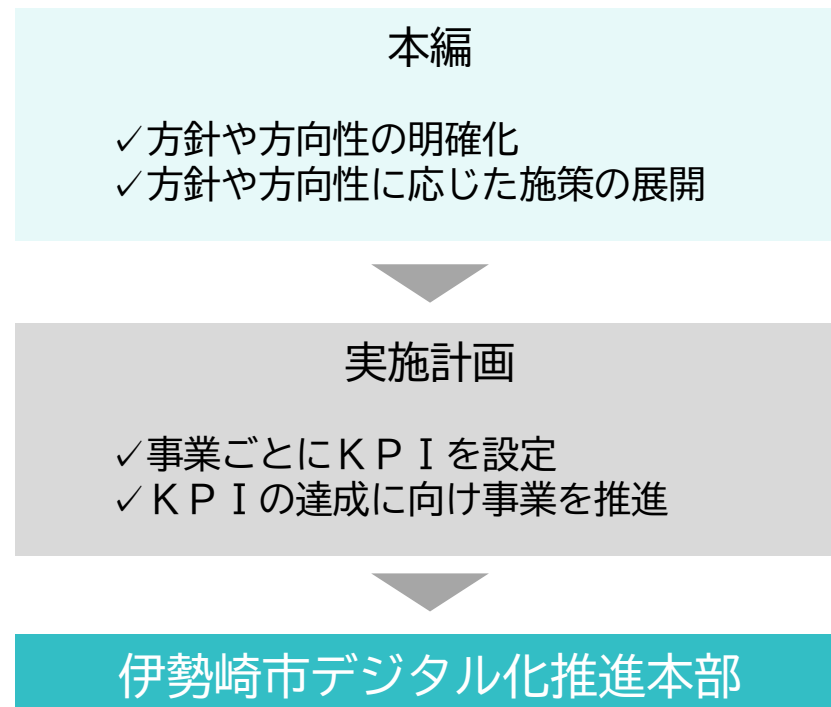 本編
✓方針や方向性の明確化
✓方針や方向性に応じた施策の展開
実施計画
✓事業ごとにＫＰＩを設定
✓ＫＰＩの達成に向け事業を推進
伊勢崎市デジタル化推進本部